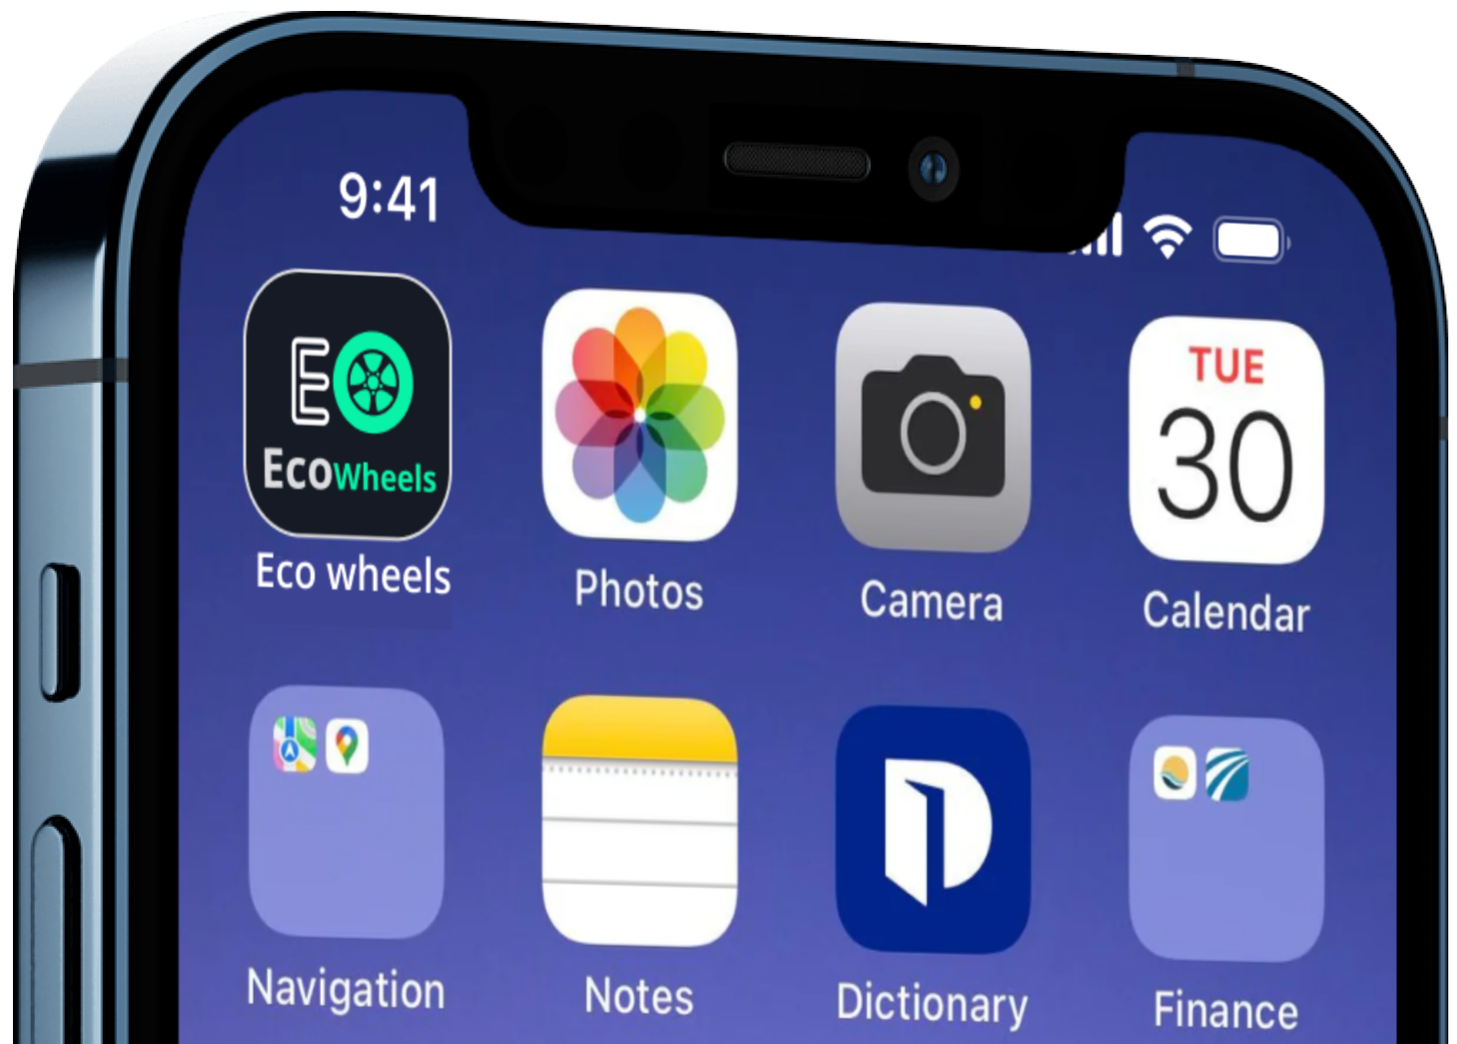 9:41
E
EcoWheels
TUE
30
Eco wheels
Photos
Camera
Calendar
Navigation
Notes
Dictionary
Finance